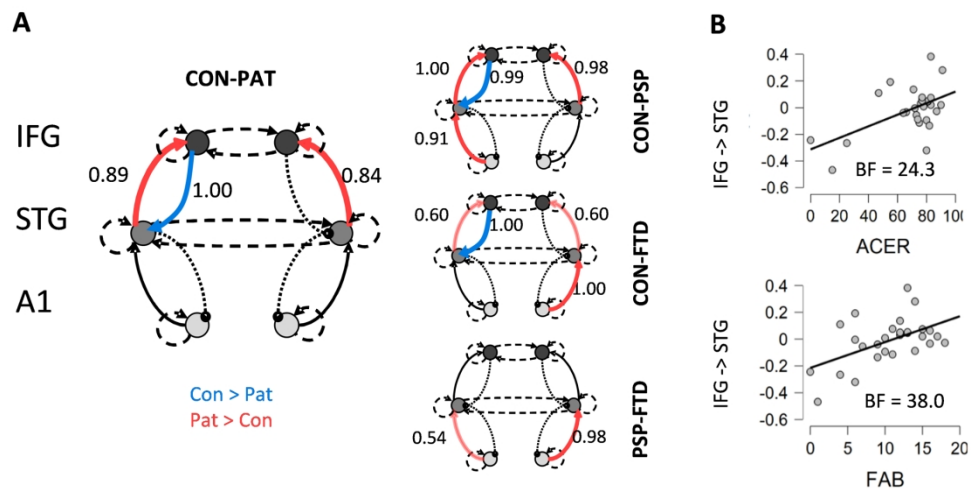 A
CON-PAT
IFG
STG
A1
0.89
1.00
0.84
Con > Pat
Pat > Con
1.00
0.99
0.98
0.91
CON-PSP
0.60
1.00
0.60
1.00
CON-FTD
0.54
0.98
PSP-FTD
B
IFG -> STG
0.4
0.2
0
-0.2
-0.4
-0.6
BF = 24.3
0 20 40 60 80 100
ACER
IFG -> STG
0.4
0.2
0
-0.2
-0.4
-0.6
BF = 38.0
0 5 10 15 20
FAB